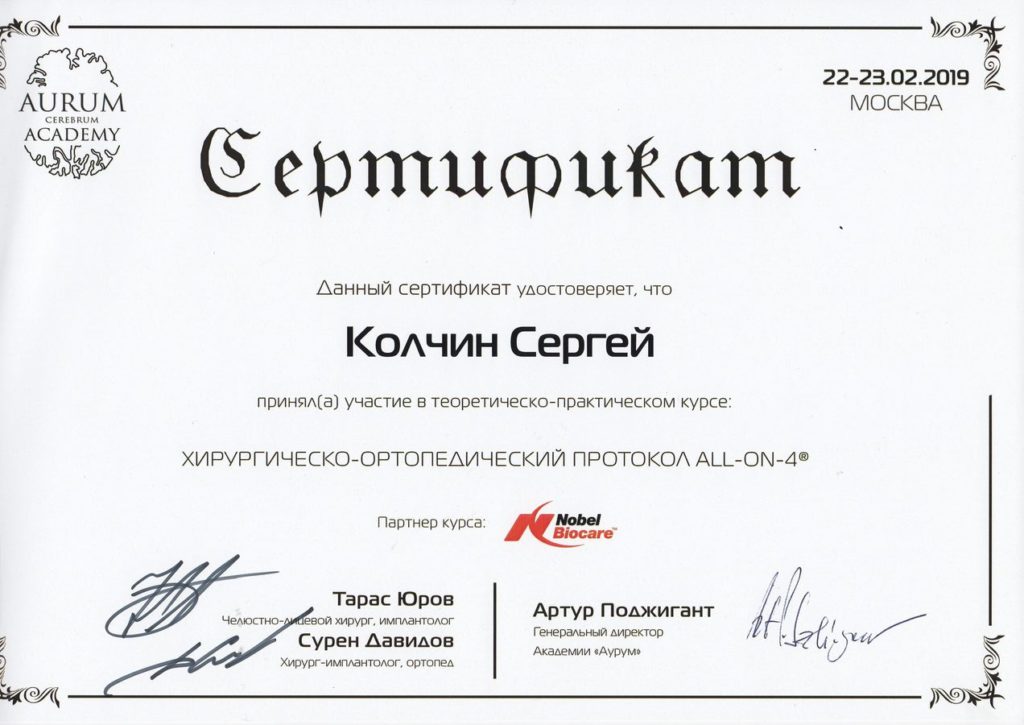 AURUM
CEREBRUM
ACADEMY
22-23.02.2019
МОСКВА
Сертификат
Данный сертификат удостоверяет, что
Колчин Сергей
принял(а) участие в теоретическо-практическом курсе:
ХИРУРГИЧЕСКО-ОРТОПЕДИЧЕСКИЙ ПРОТОКОЛ ALL-ON-4®
Партнер курса:
Nobel
Biocare™
Тарас Юров
Челюстно-лицевой хирург, имплантолог
Сурен Давидов
Хирург-имплантолог, ортопед
Артур Поджигант
Генеральный директор
Академии «Аурум»